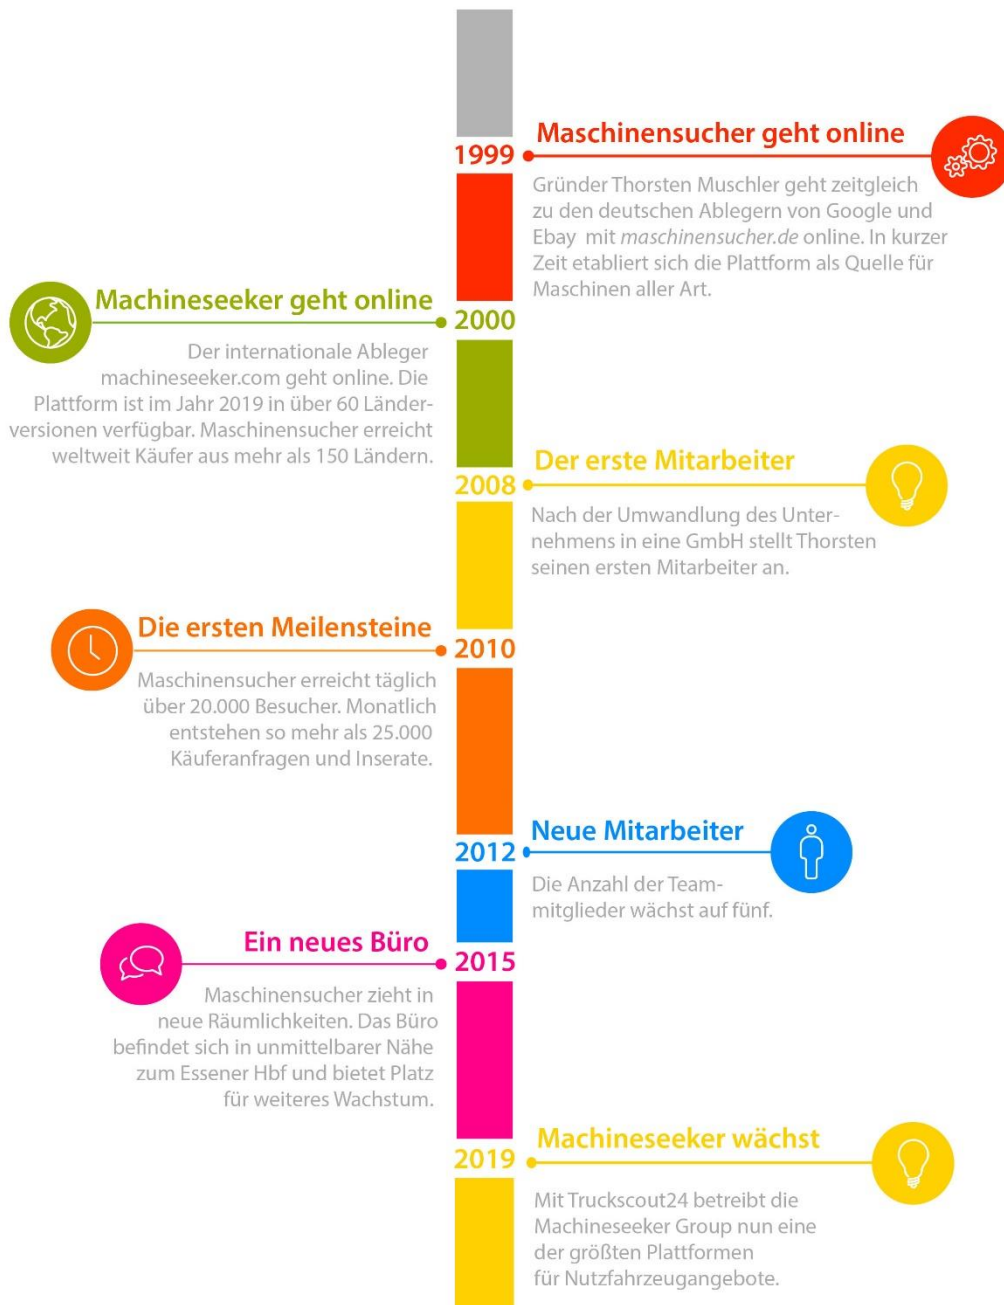 1999
Maschinensucher geht online
Gründer Thorsten Muschler geht zeitgleich
zu den deutschen Ablegern von Google und
Ebay mit maschinensucher.de online. In kurzer
Zeit etabliert sich die Plattform als Quelle für
Maschinen aller Art.
Machineseeker geht online
2000
Der internationale Ableger
machineseeker.com geht online. Die
Plattform ist im Jahr 2019 in über 60 Länder-
versionen verfügbar. Maschinensucher erreicht
weltweit Käufer aus mehr als 150 Ländern.
2008
Der erste Mitarbeiter
Nach der Umwandlung des Unter-
nehmens in eine GmbH stellt Thorsten
seinen ersten Mitarbeiter an.
Die ersten Meilensteine
2010
Maschinensucher erreicht täglich
über 20.000 Besucher. Monatlich
entstehen so mehr als 25.000
Käuferanfragen und Inserate.
2012
Neue Mitarbeiter
Die Anzahl der Team-
mitglieder wächst auf fünf.
Ein neues Büro
2015
Maschinensucher zieht in
neue Räumlichkeiten. Das Büro
befindet sich in unmittelbarer Nähe
zum Essener Hbf und bietet Platz
für weiteres Wachstum.
2019
Machineseeker wächst
Mit Truckscout24 betreibt die
Machineseeker Group nun eine
der größten Plattformen
für Nutzfahrzeugangebote.